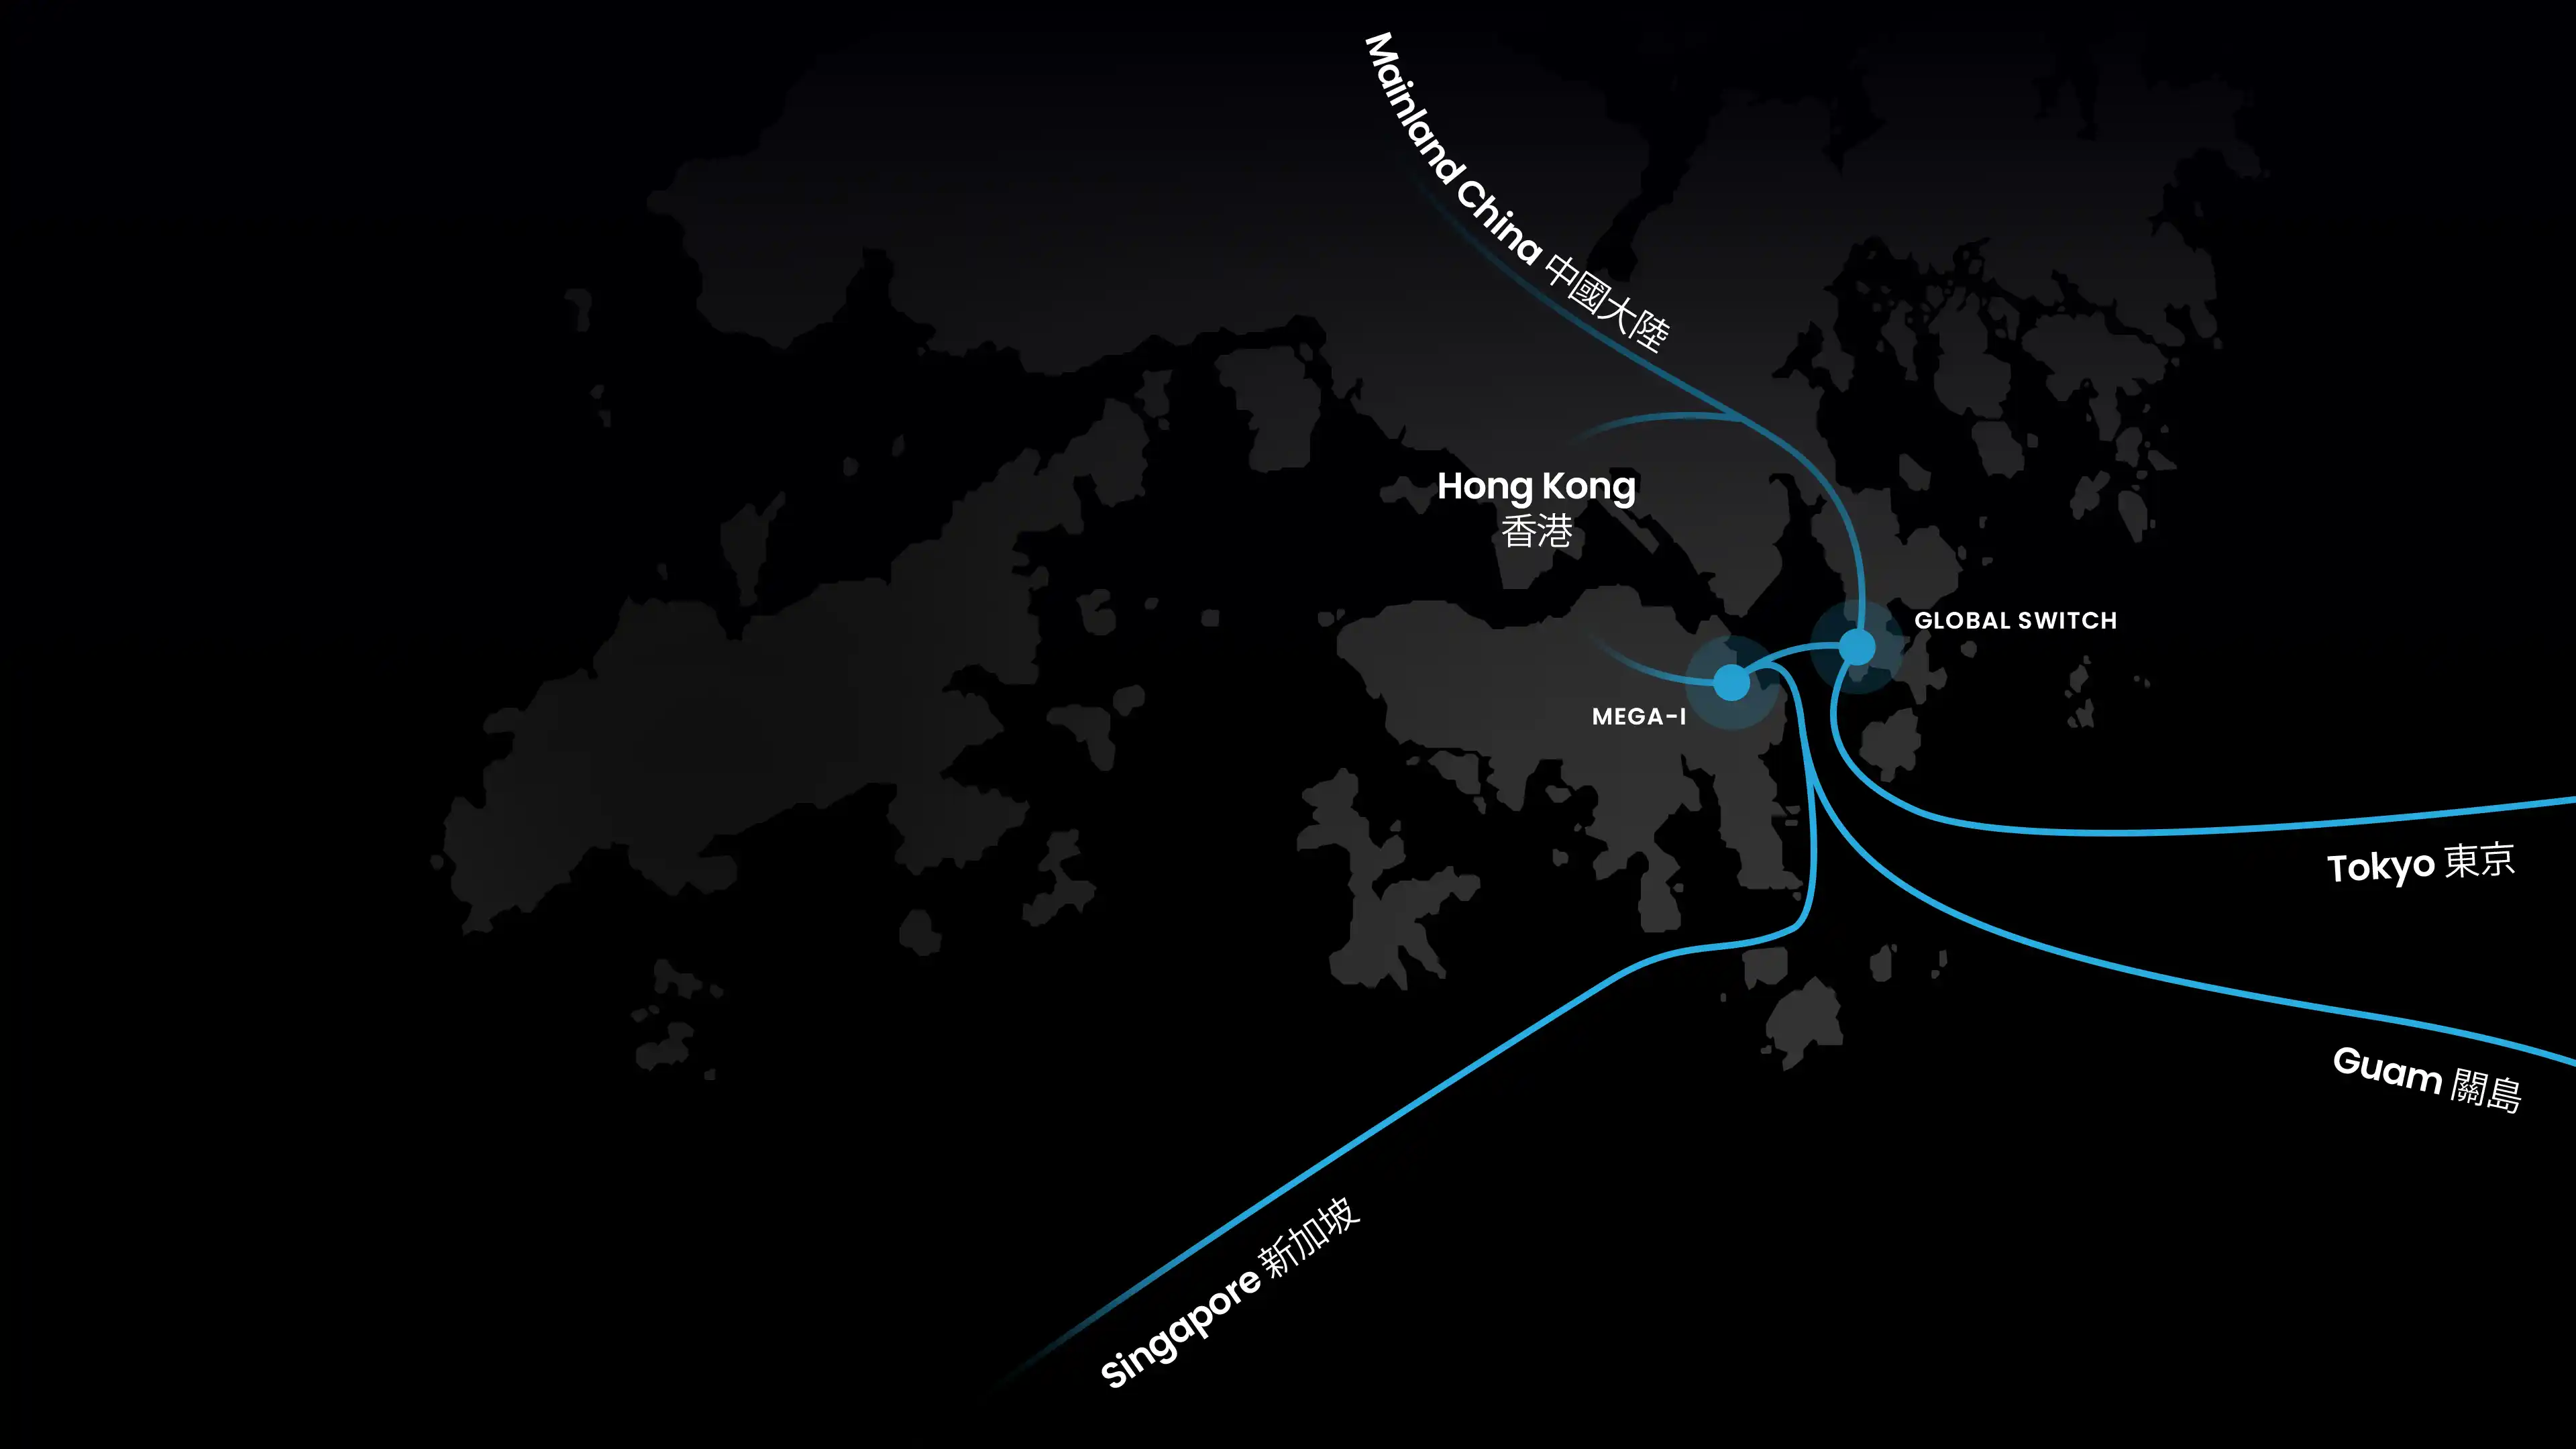 Mainland China 中國大陸
Hong Kong
香港
GLOBAL SWITCH
MEGA-I
Tokyo 東京
Guam 關島
Singapore 新加坡